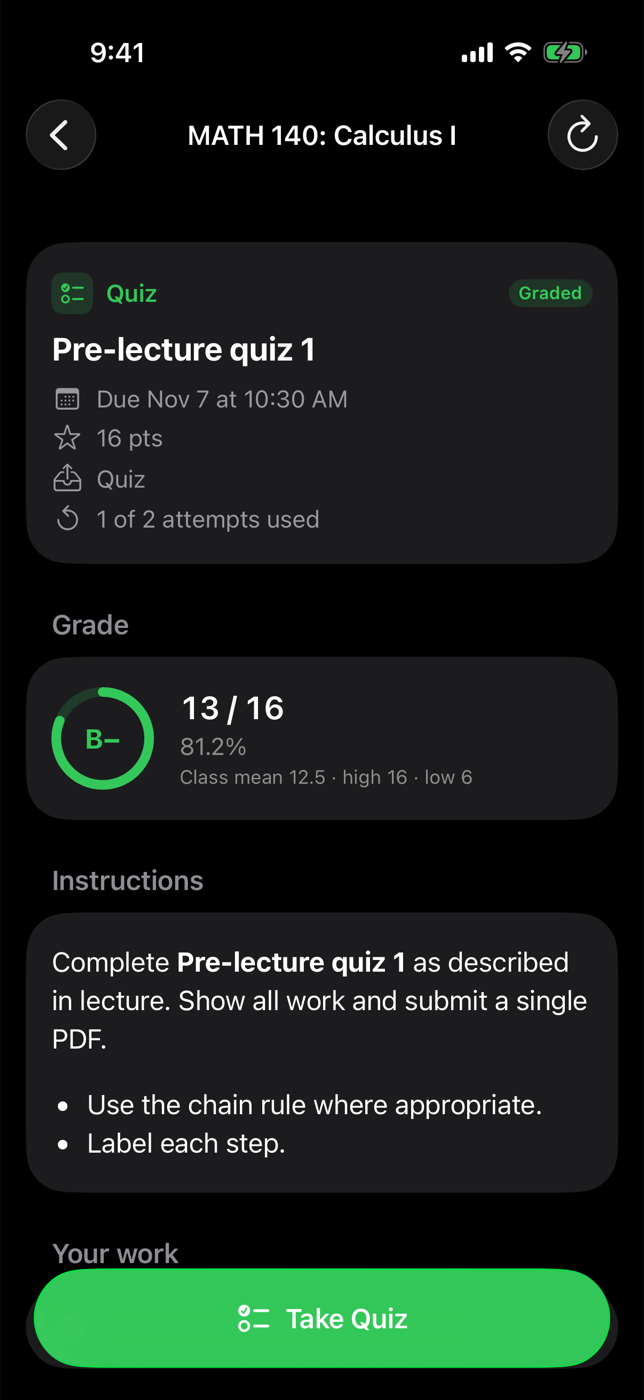 9:41
MATH 140: Calculus I
Quiz
Graded
Pre-lecture quiz 1
Due Nov 7 at 10:30 AM
16 pts
Quiz
1 of 2 attempts used
Grade
B−
13 / 16
81.2%
Class mean 12.5 · high 16 · low 6
Instructions
Complete Pre-lecture quiz 1 as described
in lecture. Show all work and submit a single
PDF.
• Use the chain rule where appropriate.
• Label each step.
Your work
Take Quiz